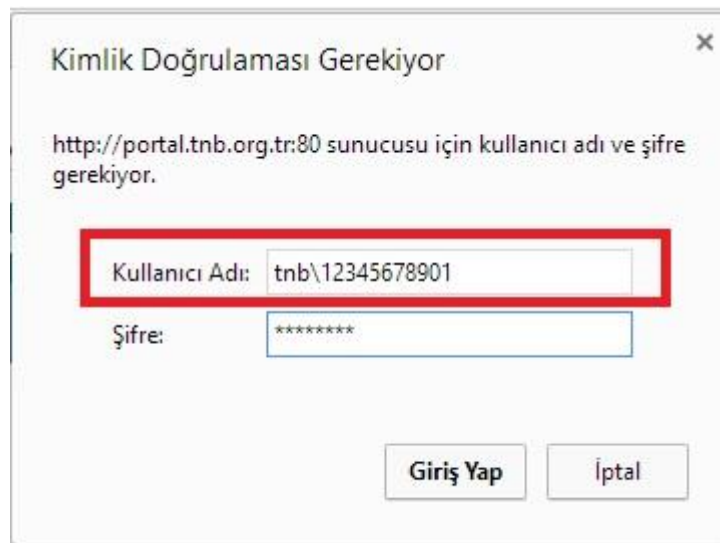 Kimlik Doğrulaması Gerekiyor
http://portal.tnb.org.tr:80 sunucusu için kullanıcı adı ve şifre
gerekiyor.
Kullanıcı Adı: tnb\12345678901
Şifre: ********
Giriş Yap İptal